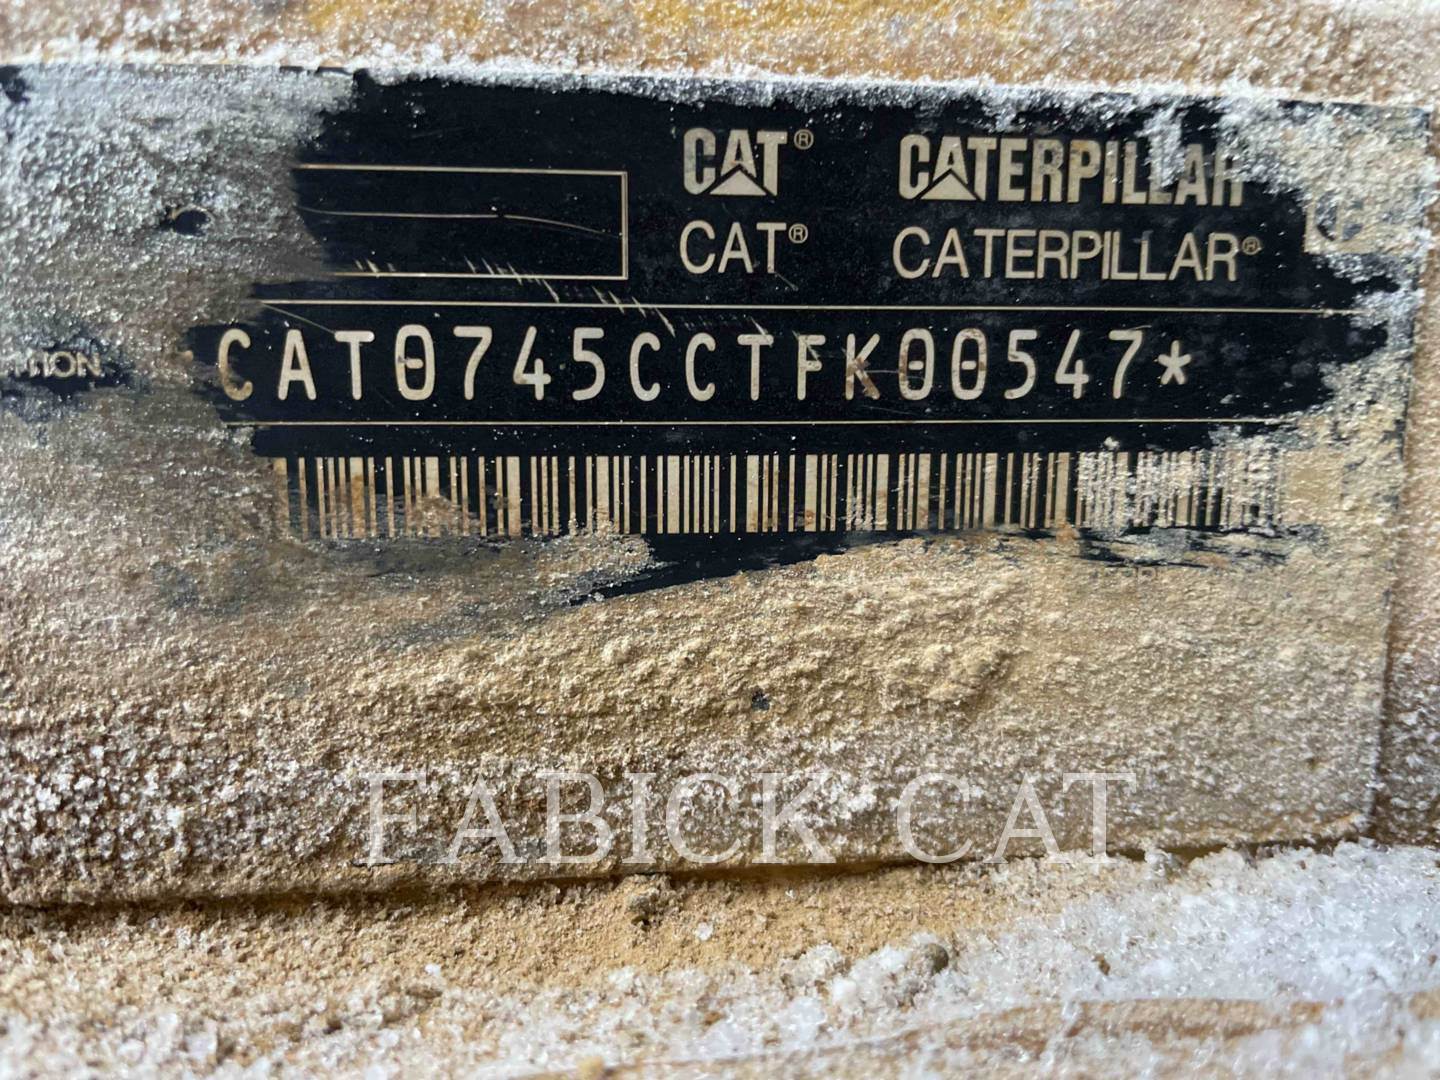 CAT® CATERPILLAR
CAT® CATERPILLAR®
CAT0745CCTFK00547*
FABICK CAT